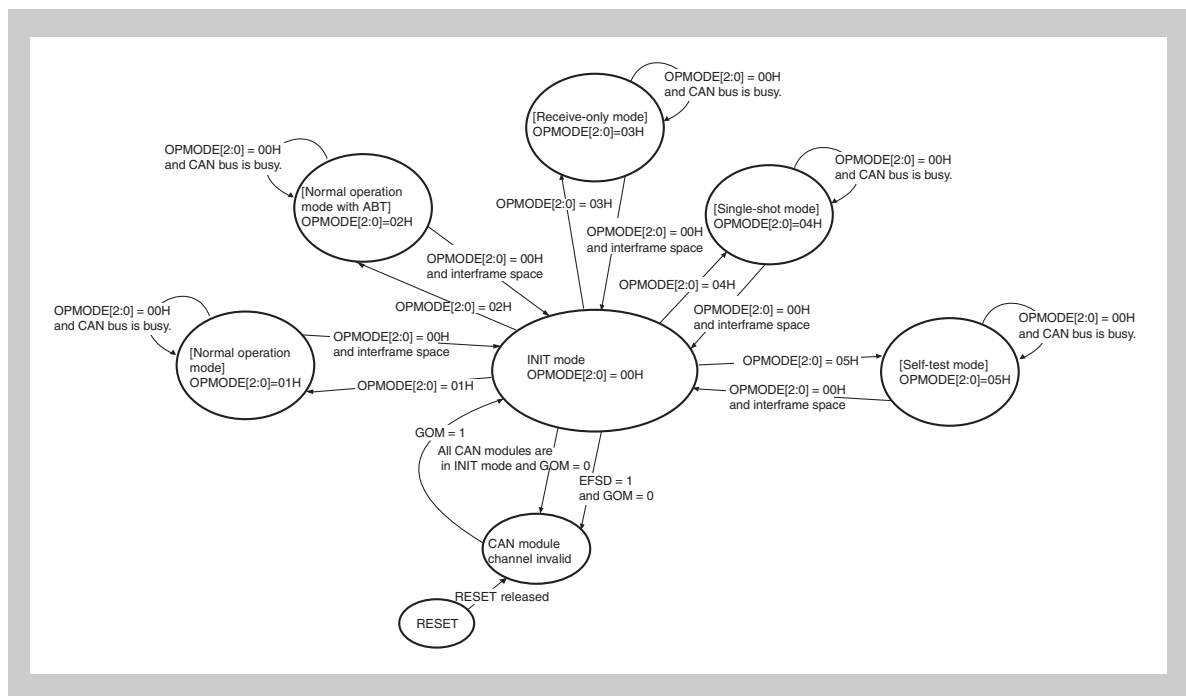 OPMODE[2:0] = 00H
and CAN bus is busy.
[Receive-only mode]
OPMODE[2:0]=03H
OPMODE[2:0] = 00H
and CAN bus is busy.
[Normal operation
mode with ABT]
OPMODE[2:0]=02H
OPMODE[2:0] = 00H
and CAN bus is busy.
[Single-shot mode]
OPMODE[2:0]=04H
OPMODE[2:0] = 03H
OPMODE[2:0] = 00H
and interframe space
OPMODE[2:0] = 00H
and interframe space
OPMODE[2:0] = 04H
OPMODE[2:0] = 02H
OPMODE[2:0] = 00H
and interframe space
OPMODE[2:0] = 00H
and CAN bus is busy.
[Normal operation
mode]
OPMODE[2:0]=01H
OPMODE[2:0] = 00H
and interframe space
OPMODE[2:0] = 01H
INIT mode
OPMODE[2:0] = 00H
OPMODE[2:0] = 05H
OPMODE[2:0] = 00H
and interframe space
OPMODE[2:0] = 00H
and CAN bus is busy.
[Self-test mode]
OPMODE[2:0]=05H
GOM = 1
All CAN modules are
in INIT mode and GOM = 0
EFSD = 1
and GOM = 0
CAN module
channel invalid
RESET released
RESET